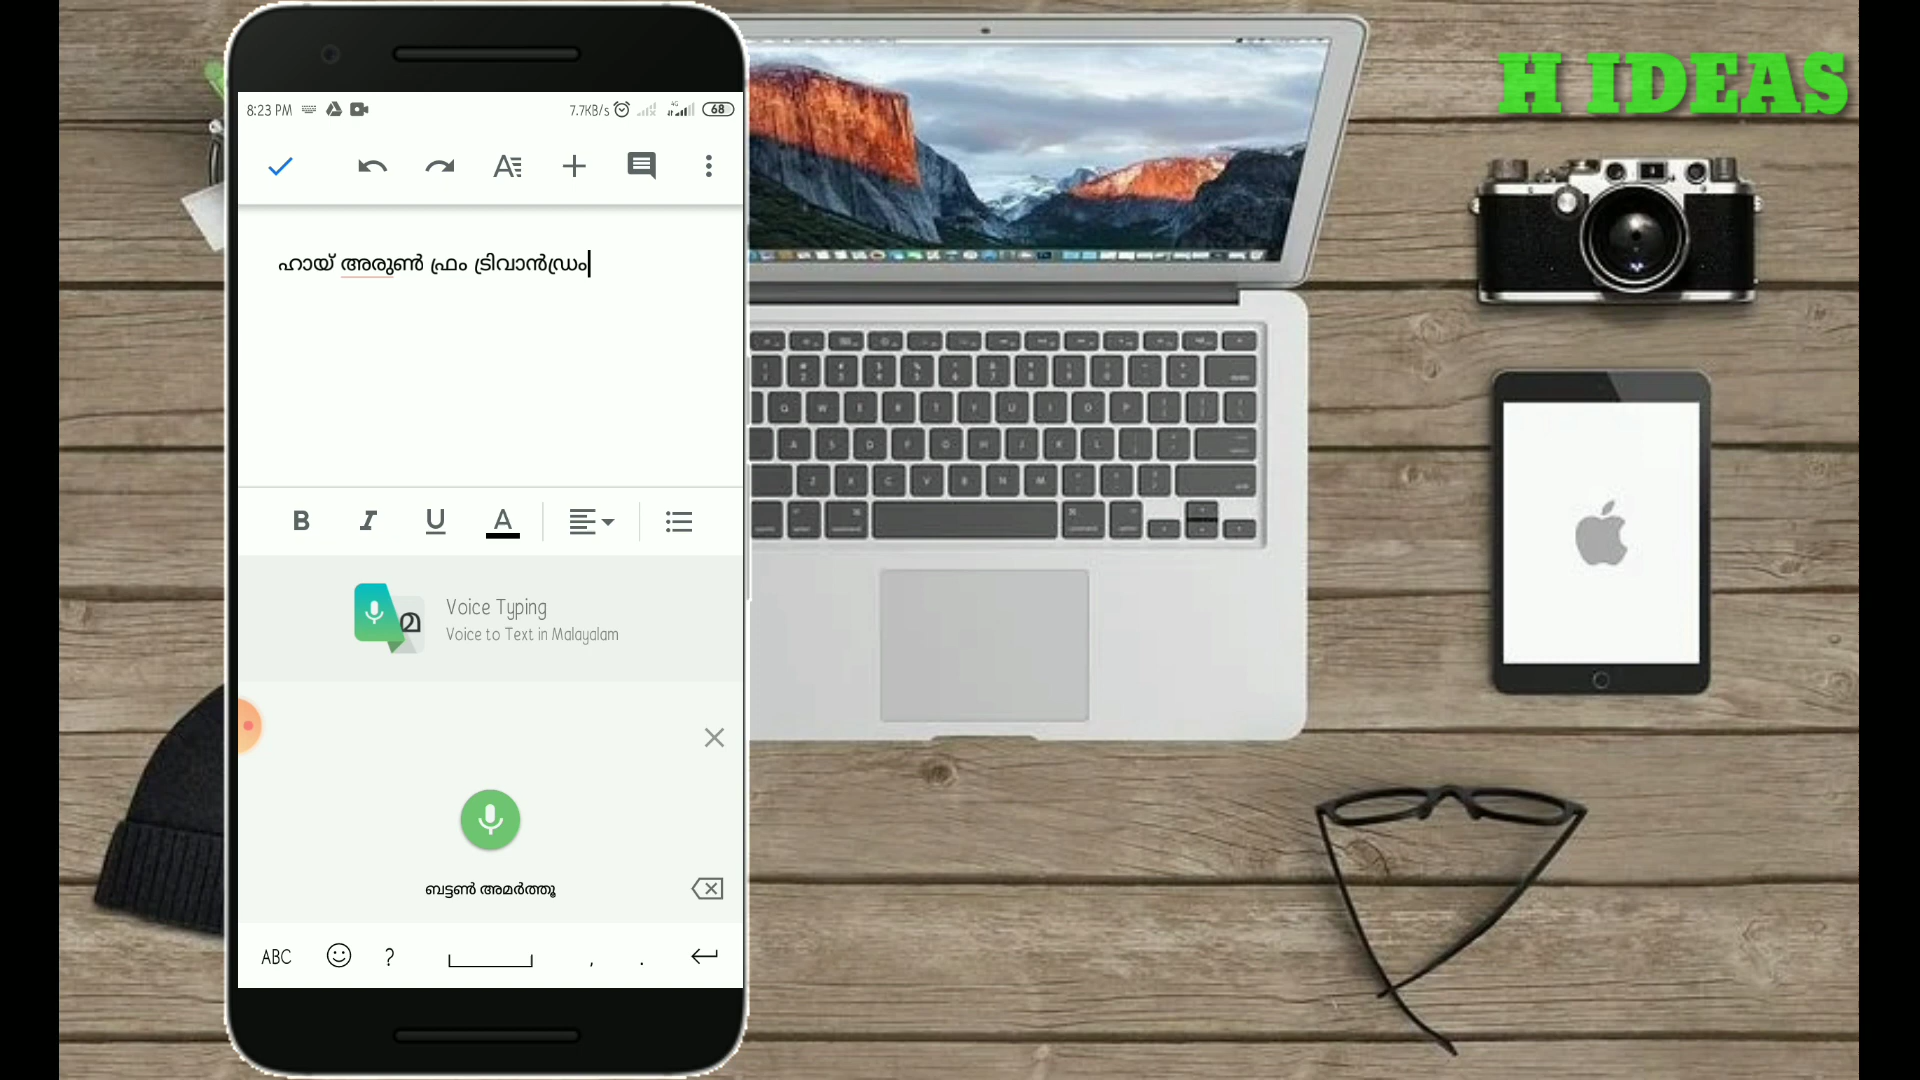 H IDEAS
8:23 PM
7.7KB/s
4G
68
ഹായ് അരുൺ ഫ്രം ട്രിവാൻഡ്രം
B I U A
മ
Voice Typing
Voice to Text in Malayalam
ബട്ടൺ അമർത്തൂ
ABC ? , .
Q W E R T Y U I O P
A S D F G H J K L
Z X C V B N M